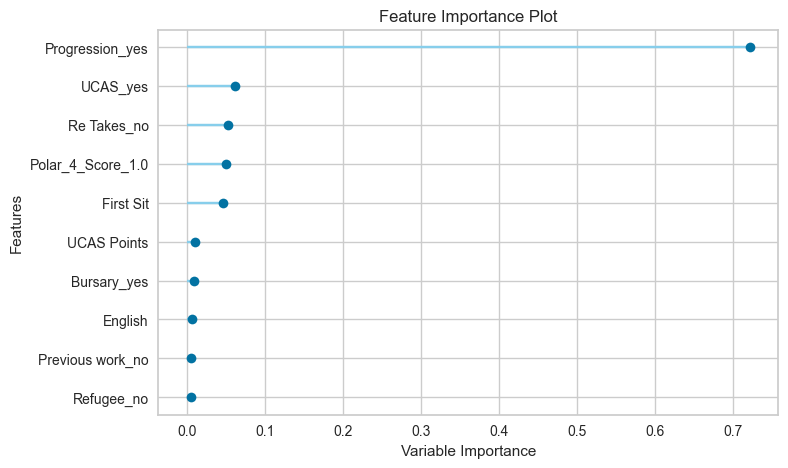 Feature Importance Plot
Progression_yes
UCAS_yes
Re Takes_no
Polar_4_Score_1.0
First Sit
UCAS Points
Bursary_yes
English
Previous work_no
Refugee_no
Features
0.0 0.1 0.2 0.3 0.4 0.5 0.6 0.7
Variable Importance